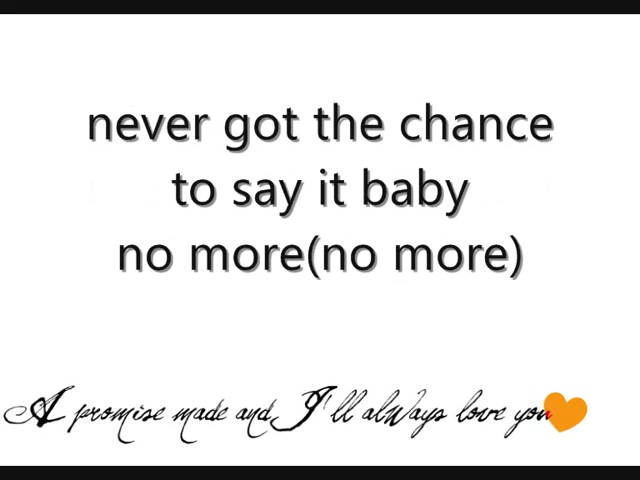 never got the chance
to say it baby
no more(no more)
A promise made and I'll alWays love you